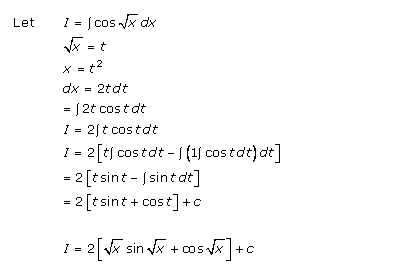 Let I = ∫cos √x dx
√x = t
x = t²
dx = 2t dt
= ∫2t cos t dt
I = 2∫t cos t dt
I = 2[t∫ cos t dt − ∫(1∫ cos t dt) dt]
= 2[t sin t − ∫ sin t dt]
= 2[t sin t + cos t] + c
I = 2[√x sin √x + cos √x] + c